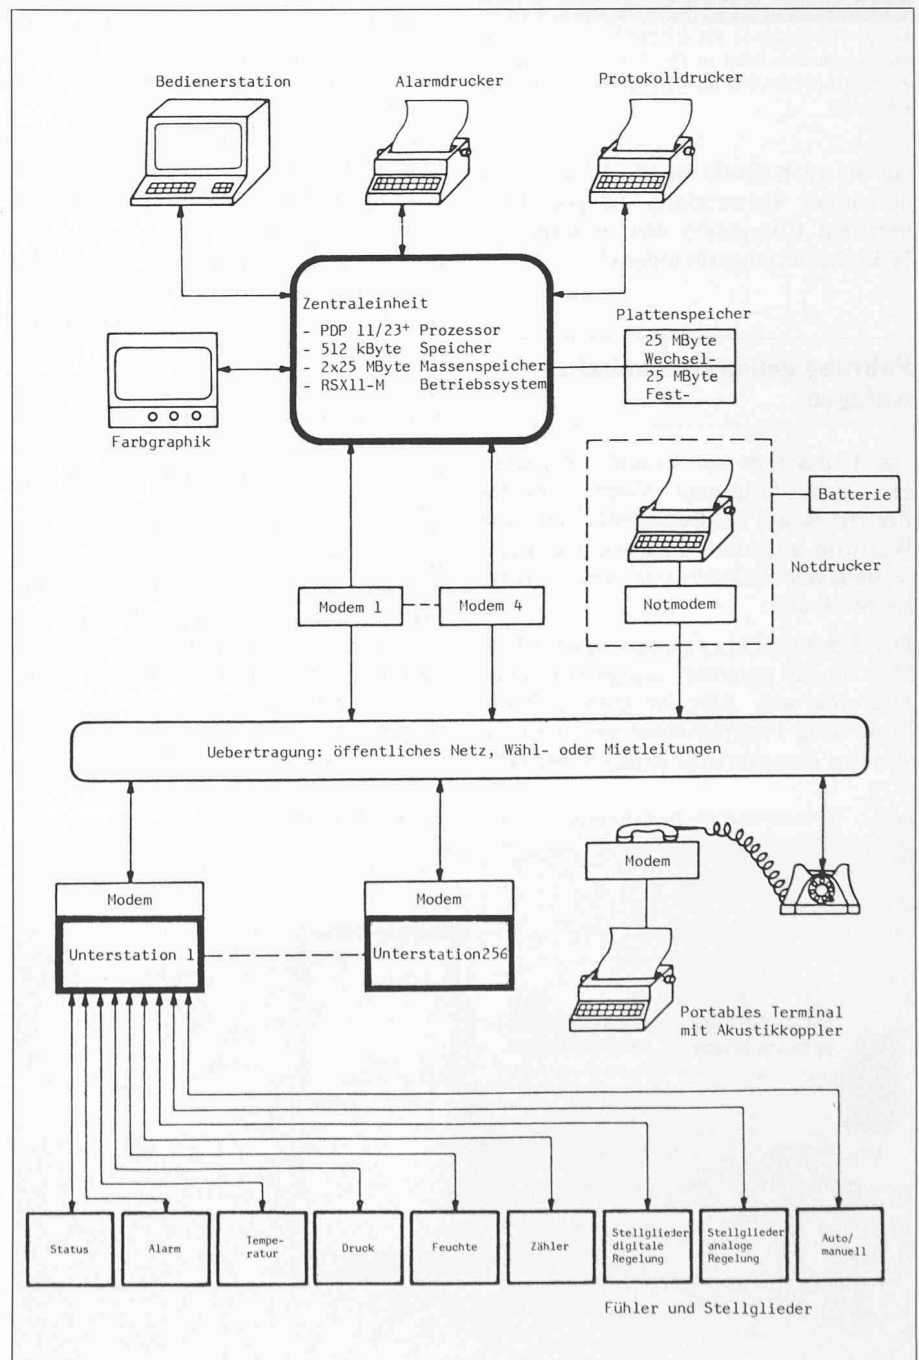 Bedienerstation
Alarmdrucker
Protokolldrucker
Zentraleinheit
- PDP 11/23+ Prozessor
- 512 kByte Speicher
- 2x25 MByte Massenspeicher
- RSX11-M Betriebssystem
Plattenspeicher
25 MByte
Wechsel-
25 MByte
Fest-
Farbgraphik
Batterie
Notdrucker
Modem 1
Modem 4
Notmodem
Uebertragung: öffentliches Netz, Wähl- oder Mietleitungen
Modem
Modem
Modem
Unterstation 1
Unterstation256
Portables Terminal
mit Akustikkoppler
Status
Alarm
Tempe-
ratur
Druck
Feuchte
Zähler
Stellglieder
digitale
Regelung
Stellglieder
analoge
Regelung
Auto/
manuell
Fühler und Stellglieder